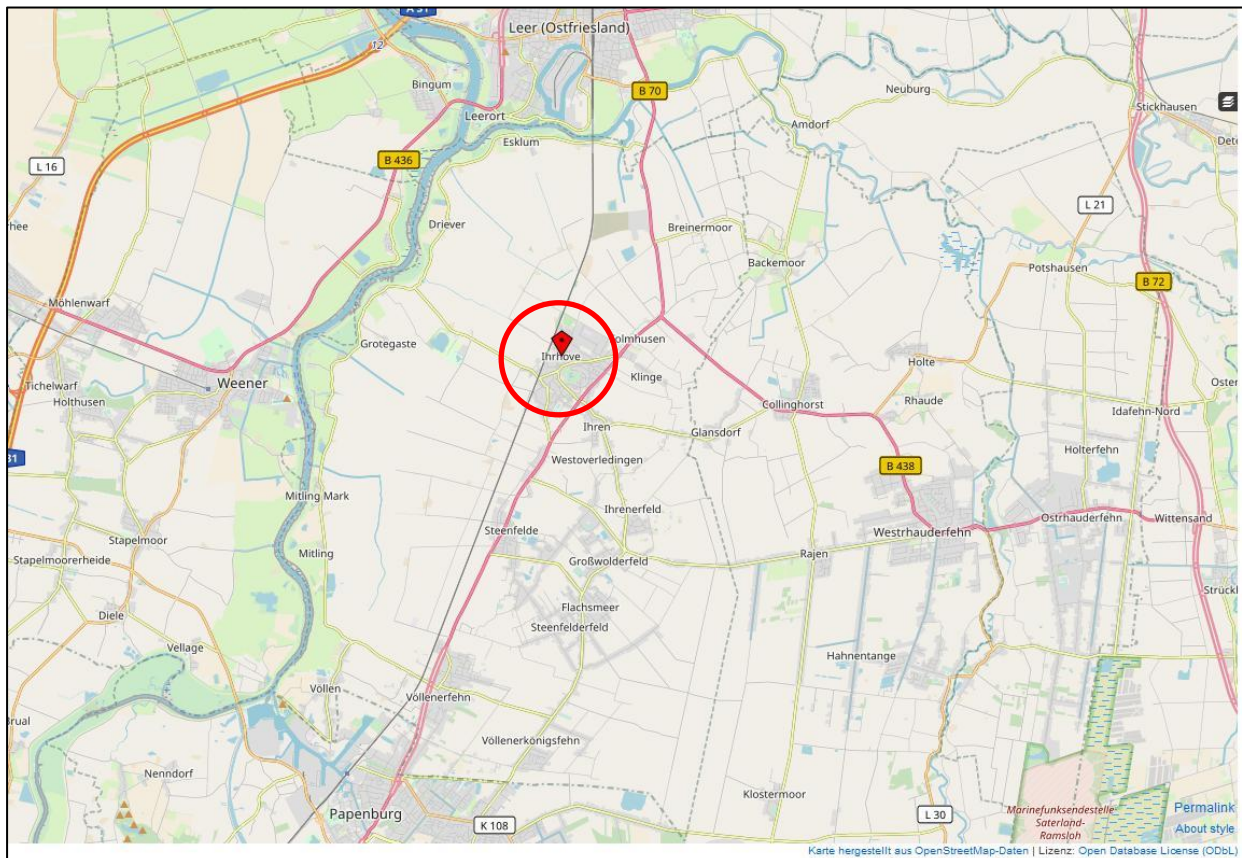 A 31
Leer (Ostfriesland)
12
Bingum
B 70
Neuburg
Stickhausen
Leerort
Amdorf
Esklum
Dete
B 436
L 16
L 21
Driever
Breinermoor
rhee
Backemoor
Potshausen
B 72
Möhlenwarf
olmhusen
Grotegaste
Ihrhove
Holte
Klinge
Tichelwarf
Weener
Rhaude
Oster
Holthusen
Collinghorst
Idafehn-Nord
Ihren
Glansdorf
31
Westoverledingen
Holterfehn
B 438
Mitling Mark
Ihrenerfeld
Ostrhauderfehn
Wittensand
Steenfelde
Westrhauderfehn
Stapelmoor
Mitling
Rajen
Stapelmoorerheide
Großwolderfeld
Strückl
Diele
Flachsmeer
Steenfelderfeld
Vellage
Hahnentange
Völlen
Völlenerfehn
Brual
Völlenerkönigsfehn
Nenndorf
Klostermoor
Papenburg
K 108
L 30
Marinefunksendestelle
Saterland-
Ramsloh
Permalink
About style
Karte hergestellt aus OpenStreetMap-Daten | Lizenz: Open Database License (ODbL)